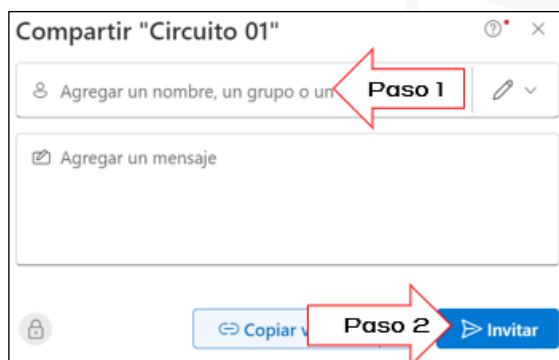 Compartir "Circuito 01"
Agregar un nombre, un grupo o un Paso 1
Agregar un mensaje
Copiar Paso 2 Invitar